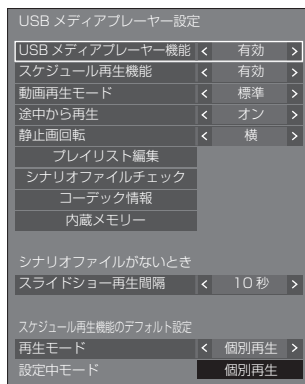 USB メディアプレーヤー設定
USB メディアプレーヤー機能 < 有効 >
スケジュール再生機能 < 有効 >
動画再生モード < 標準 >
途中から再生 < オン >
静止画回転 < 横 >
プレイリスト編集
シナリオファイルチェック
コーデック情報
内蔵メモリー
シナリオファイルがないとき
スライドショー再生間隔 < 10秒 >
スケジュール再生機能のデフォルト設定
再生モード < 個別再生 >
設定中モード 個別再生